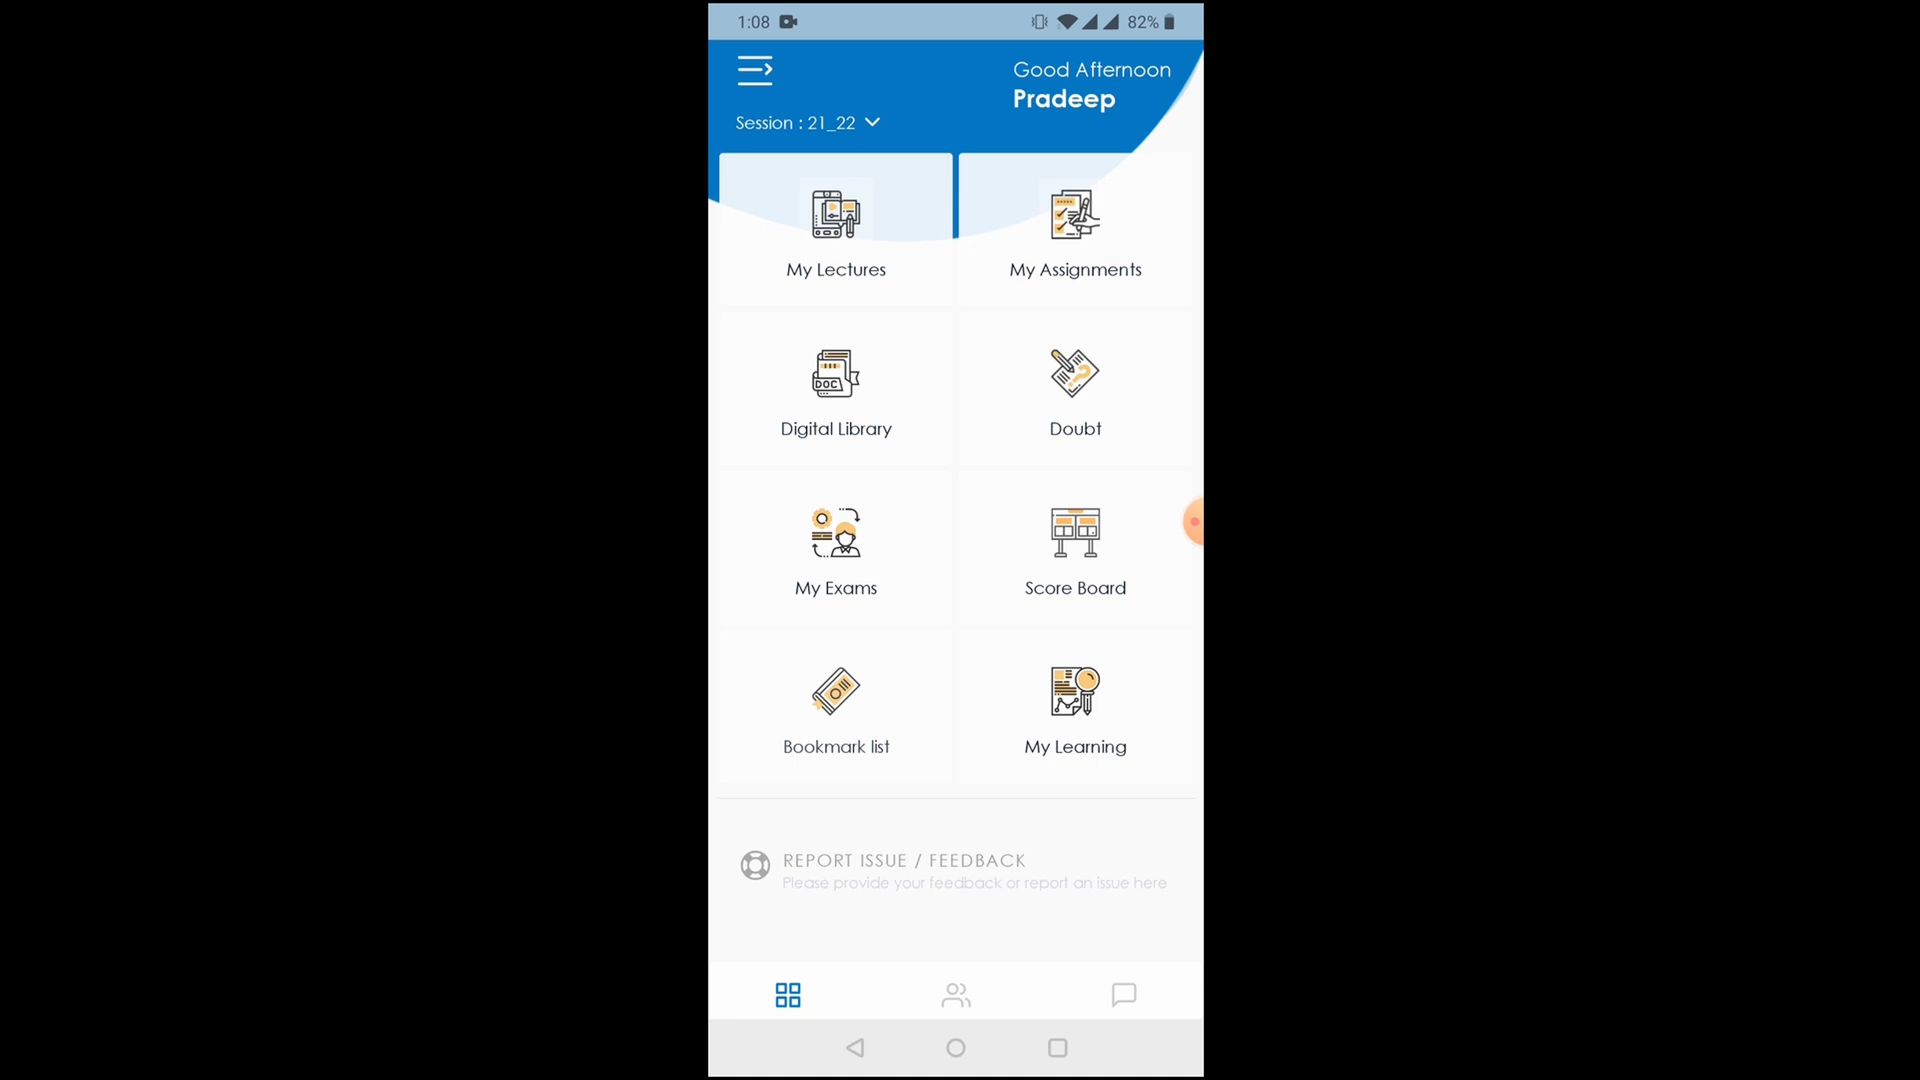 1:08
82%
Good Afternoon
Pradeep
Session : 21_22
My Lectures
My Assignments
DOC
Digital Library
Doubt
My Exams
Score Board
Bookmark list
My Learning
REPORT ISSUE / FEEDBACK
Please provide your feedback or report an issue here